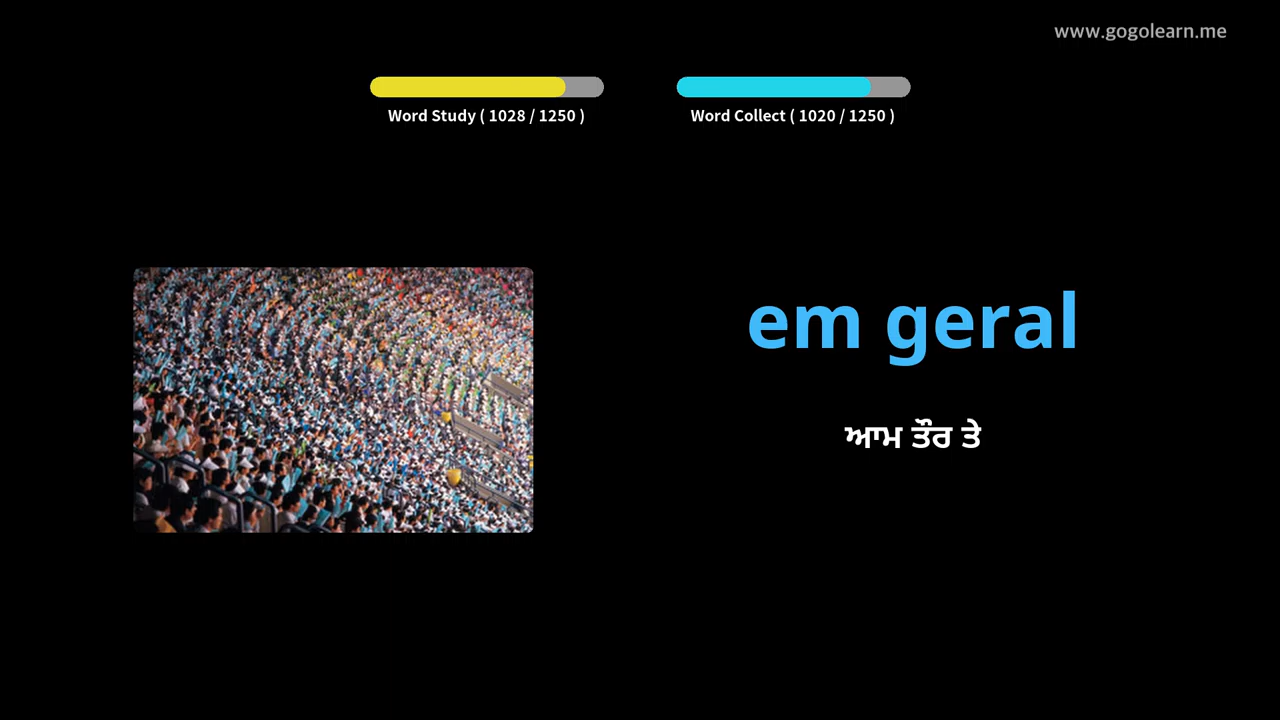 www.gogolearn.me
Word Study ( 1028 / 1250 )
Word Collect ( 1020 / 1250 )
em geral
ਆਮ ਤੌਰ ਤੇ